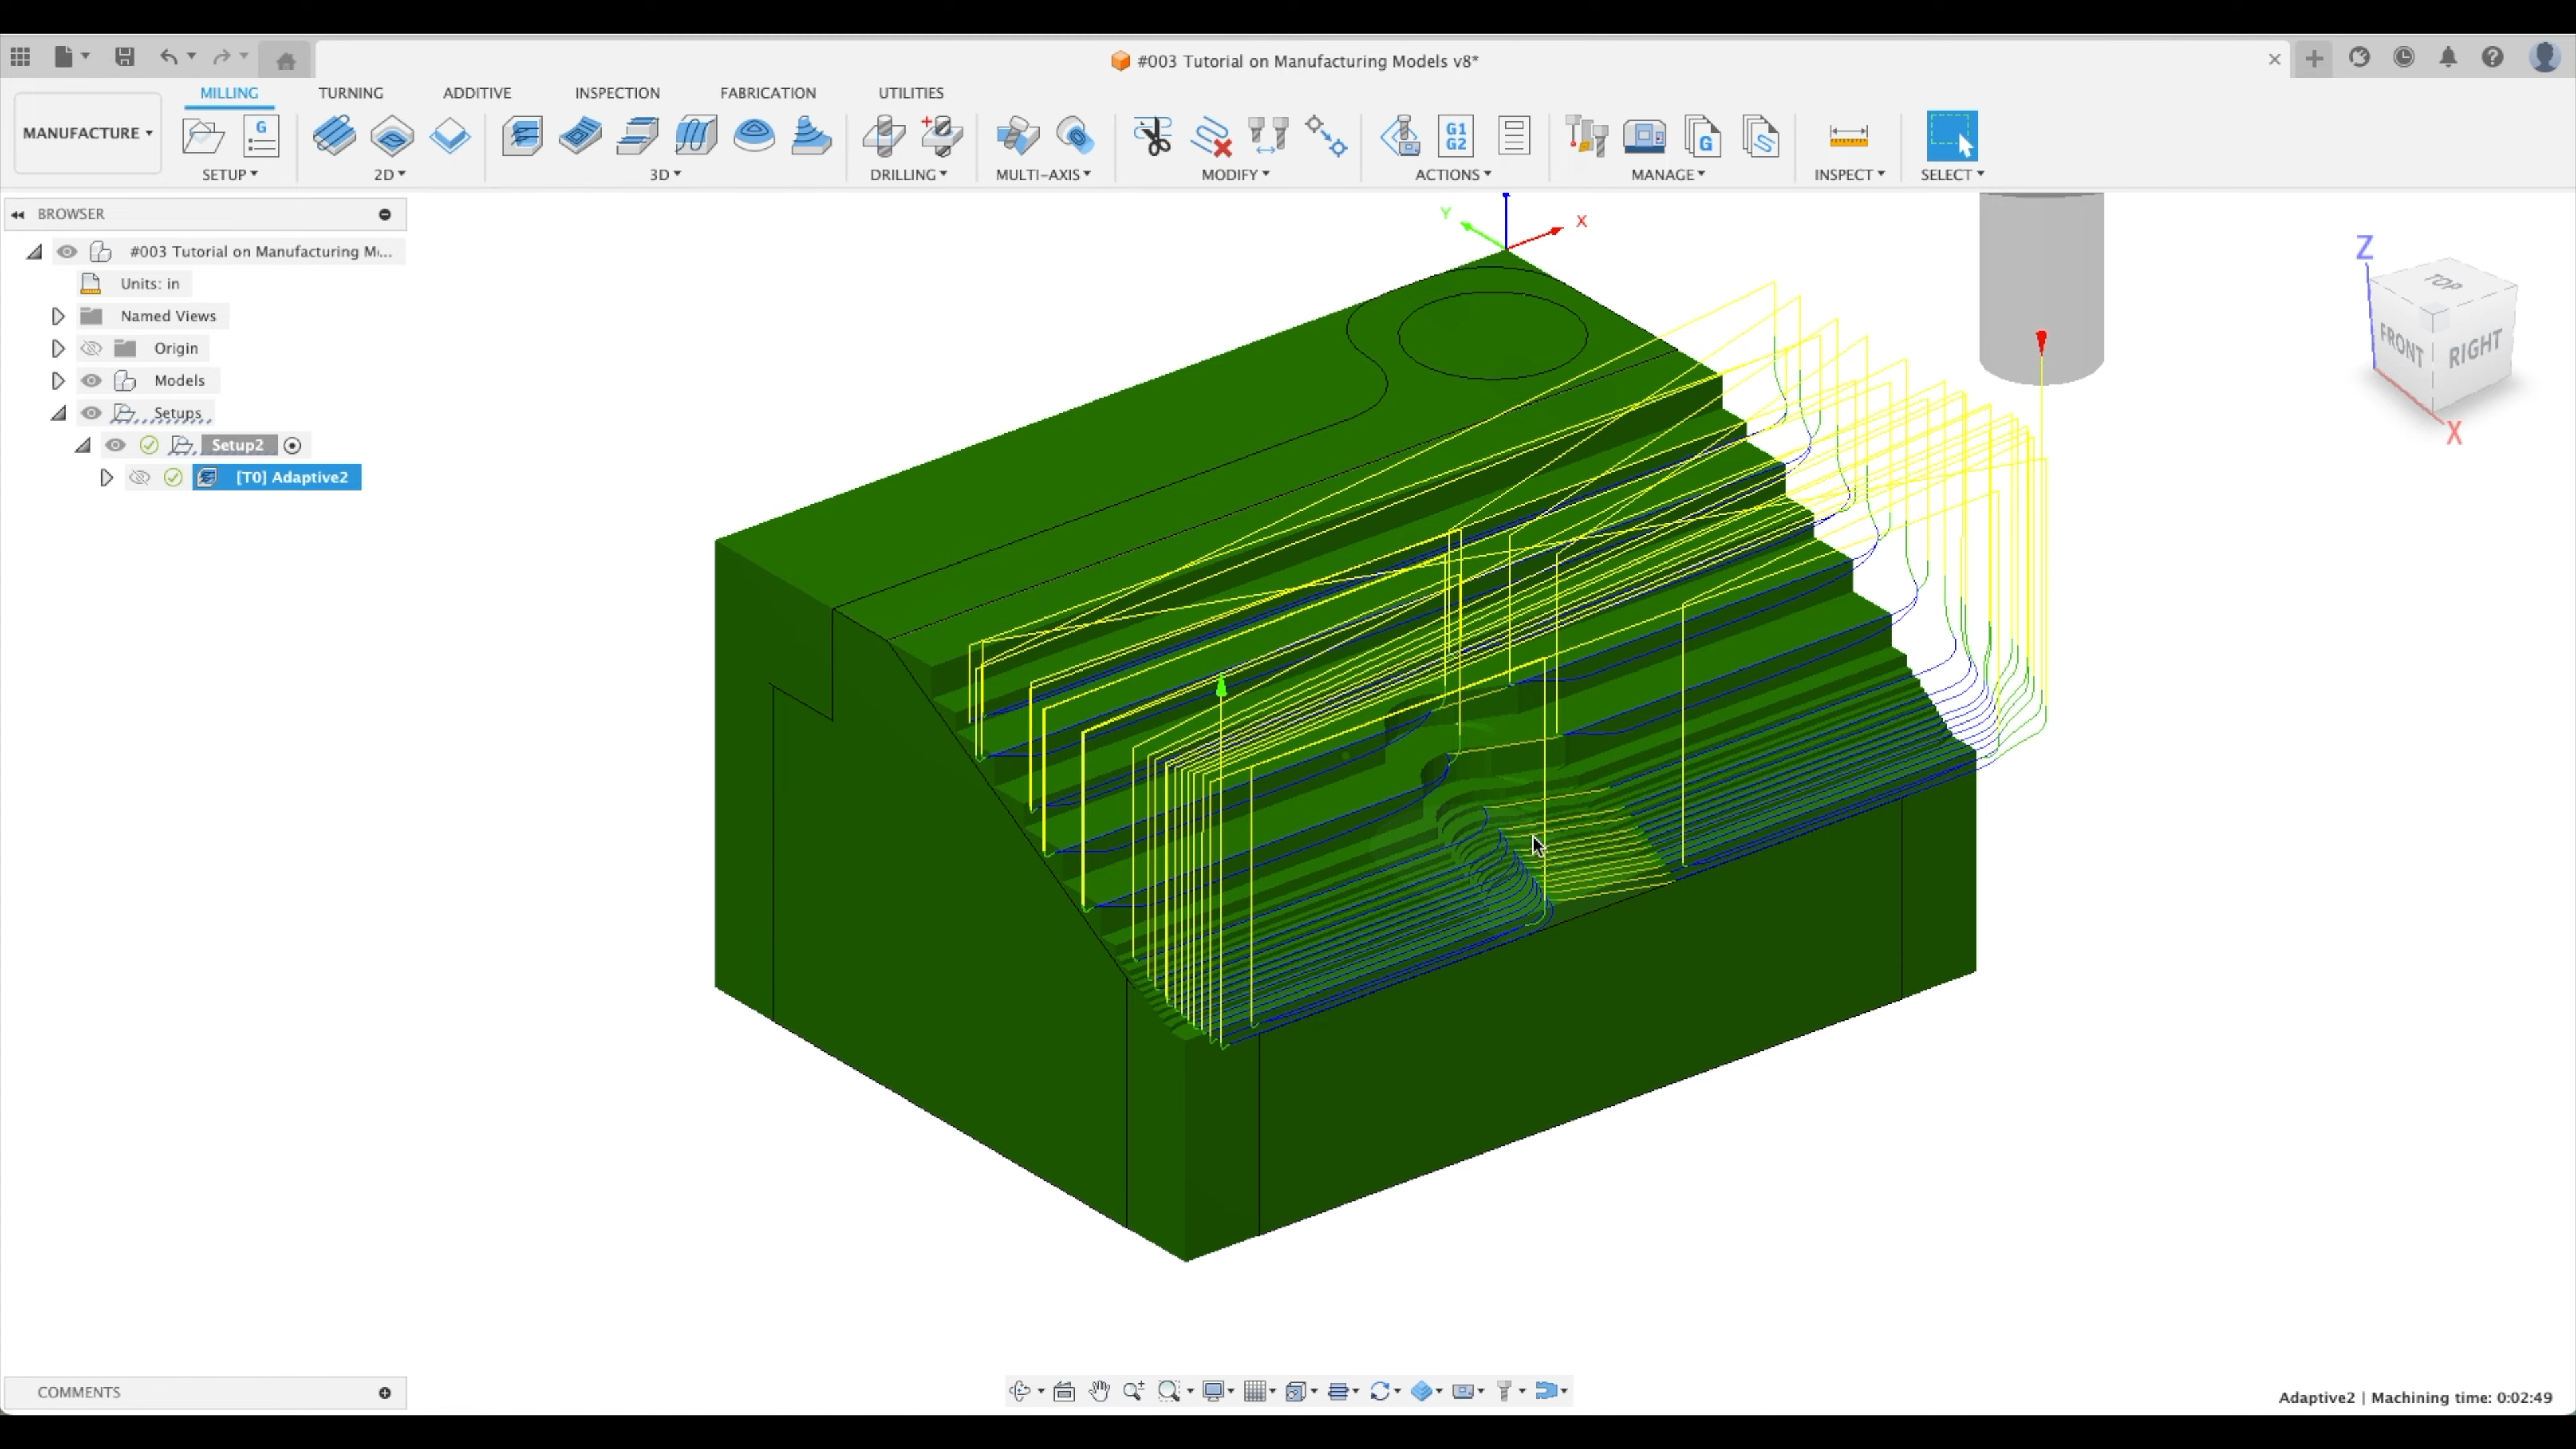 #003 Tutorial on Manufacturing Models v8*
MILLING TURNING ADDITIVE INSPECTION FABRICATION UTILITIES
MANUFACTURE
G
G1
G2
G
SETUP 2D 3D DRILLING MULTI-AXIS MODIFY ACTIONS MANAGE INSPECT SELECT
BROWSER
#003 Tutorial on Manufacturing M...
Units: in
Named Views
Origin
Models
Setups
Setup2
[T0] Adaptive2
Y
X
Z
TOP
FRONT
RIGHT
X
COMMENTS
Adaptive2 | Machining time: 0:02:49